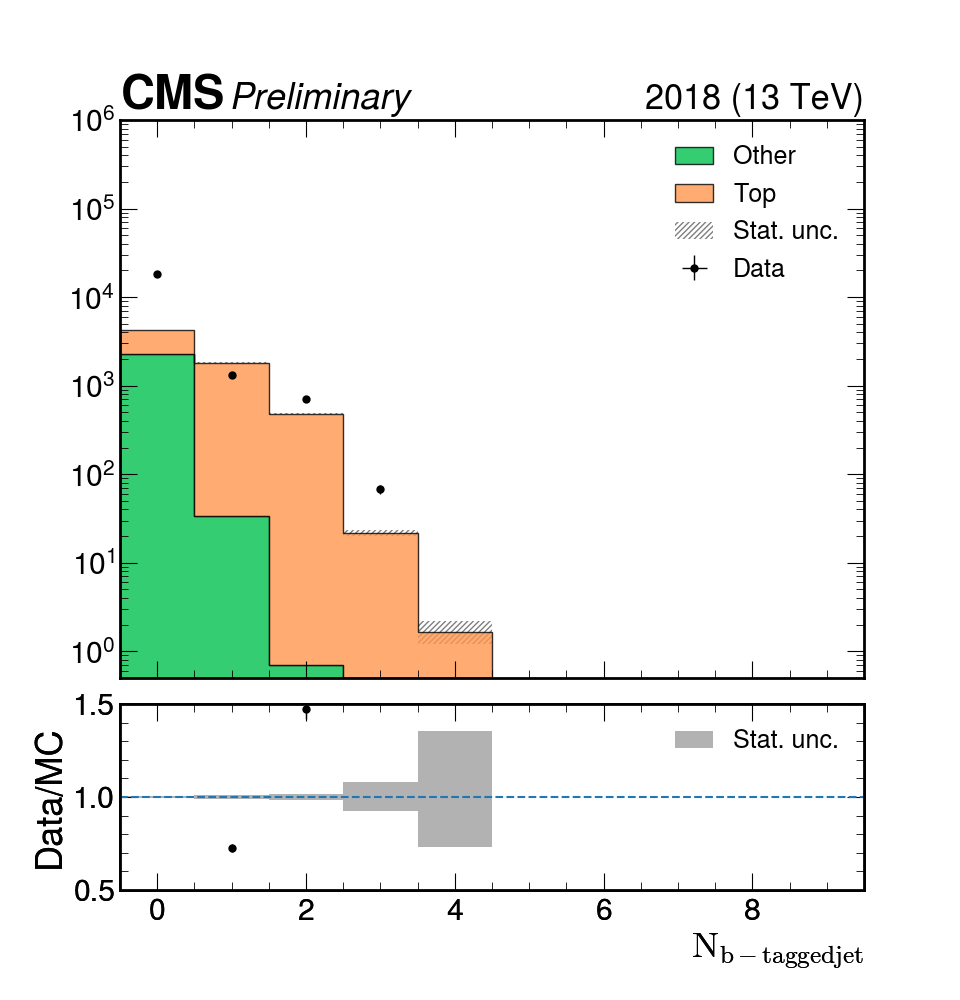 CMS Preliminary 2018 (13 TeV)
10^6
10^5
10^4
10^3
10^2
10^1
10^0
Other
Top
Stat. unc.
Data
Data/MC
1.5
1.0
0.5
Stat. unc.
0 2 4 6 8
N_{b-taggedjet}